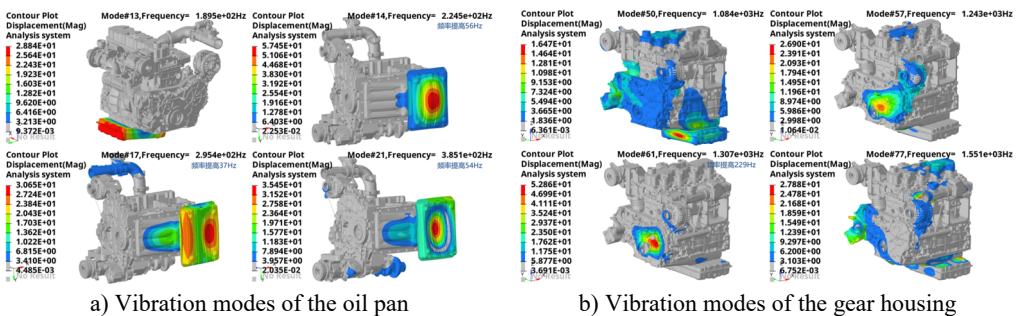 Contour Plot
Displacement(Mag)
Analysis system
2.884E+01
2.564E+01
2.243E+01
1.923E+01
1.603E+01
1.282E+01
9.620E+00
6.416E+00
3.213E+00
9.372E-03
No Result
Mode#13,Frequency= 1.895e+02Hz
Contour Plot
Displacement(Mag)
Analysis system
5.745E+01
5.106E+01
4.468E+01
3.830E+01
3.192E+01
2.554E+01
1.916E+01
1.278E+01
6.403E+00
2.253E-02
No Result
Mode#14,Frequency= 2.245e+02Hz
频率提高56Hz
Contour Plot
Displacement(Mag)
Analysis system
3.065E+01
2.724E+01
2.384E+01
2.043E+01
1.703E+01
1.362E+01
1.022E+01
6.815E+00
3.410E+00
4.485E-03
No Result
Mode#17,Frequency= 2.954e+02Hz
频率提高37Hz
Contour Plot
Displacement(Mag)
Analysis system
3.545E+01
3.152E+01
2.758E+01
2.364E+01
1.971E+01
1.577E+01
1.183E+01
7.894E+00
3.957E+00
2.035E-02
No Result
Mode#21,Frequency= 3.851e+02Hz
频率提高54Hz
a) Vibration modes of the oil pan
Contour Plot
Displacement(Mag)
Analysis system
1.647E+01
1.464E+01
1.281E+01
1.098E+01
9.153E+00
7.324E+00
5.494E+00
3.665E+00
1.836E+00
6.361E-03
No Result
Mode#50,Frequency= 1.084e+03Hz
Contour Plot
Displacement(Mag)
Analysis system
2.690E+01
2.391E+01
2.093E+01
1.794E+01
1.495E+01
1.196E+01
8.974E+00
5.986E+00
2.998E+00
1.064E-02
No Result
Mode#57,Frequency= 1.243e+03Hz
Contour Plot
Displacement(Mag)
Analysis system
5.286E+01
4.699E+01
4.111E+01
3.524E+01
2.937E+01
2.350E+01
1.762E+01
1.175E+01
5.877E+00
3.691E-03
No Result
Mode#61,Frequency= 1.307e+03Hz
频率提高229Hz
Contour Plot
Displacement(Mag)
Analysis system
2.788E+01
2.478E+01
2.168E+01
1.859E+01
1.549E+01
1.239E+01
9.297E+00
6.200E+00
3.103E+00
6.752E-03
No Result
Mode#77,Frequency= 1.551e+03Hz
b) Vibration modes of the gear housing